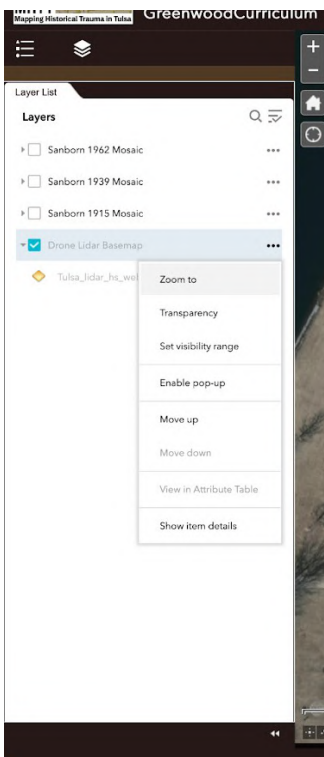 Mapping Historical Trauma in Tulsa
GreenwoodCurriculum
Layer List
Layers
Sanborn 1962 Mosaic
Sanborn 1939 Mosaic
Sanborn 1915 Mosaic
Drone Lidar Basemap
Tulsa_lidar_hs_wel
Zoom to
Transparency
Set visibility range
Enable pop-up
Move up
Move down
View in Attribute Table
Show item details